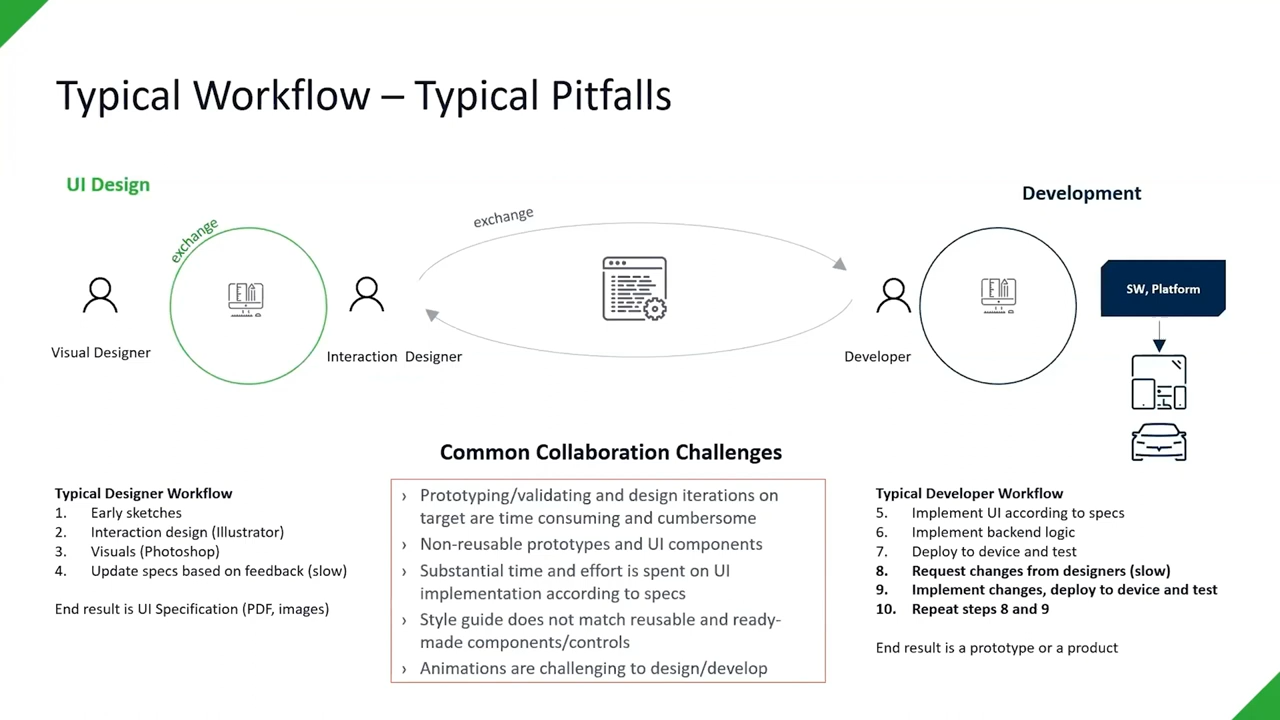 Typical Workflow – Typical Pitfalls
UI Design
Development
exchange
exchange
SW, Platform
Visual Designer
Interaction Designer
Developer
Common Collaboration Challenges
Typical Designer Workflow
1. Early sketches
2. Interaction design (Illustrator)
3. Visuals (Photoshop)
4. Update specs based on feedback (slow)
End result is UI Specification (PDF, images)
› Prototyping/validating and design iterations on
target are time consuming and cumbersome
› Non-reusable prototypes and UI components
› Substantial time and effort is spent on UI
implementation according to specs
› Style guide does not match reusable and ready-
made components/controls
› Animations are challenging to design/develop
Typical Developer Workflow
5. Implement UI according to specs
6. Implement backend logic
7. Deploy to device and test
8. Request changes from designers (slow)
9. Implement changes, deploy to device and test
10. Repeat steps 8 and 9
End result is a prototype or a product